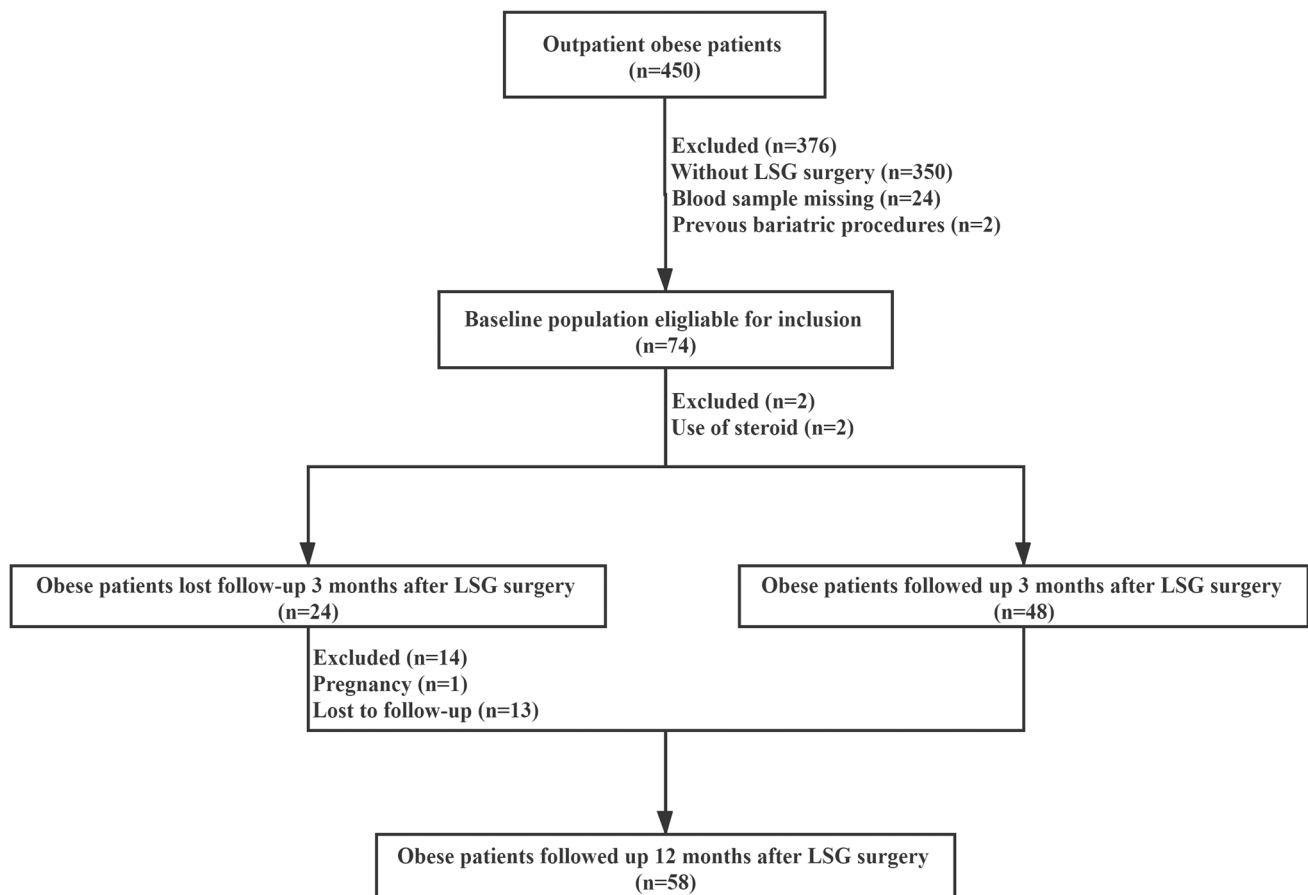 Outpatient obese patients
(n=450)
Excluded (n=376)
Without LSG surgery (n=350)
Blood sample missing (n=24)
Prevous bariatric procedures (n=2)
Baseline population eligliable for inclusion
(n=74)
Excluded (n=2)
Use of steroid (n=2)
Obese patients lost follow-up 3 months after LSG surgery
(n=24)
Obese patients followed up 3 months after LSG surgery
(n=48)
Excluded (n=14)
Pregnancy (n=1)
Lost to follow-up (n=13)
Obese patients followed up 12 months after LSG surgery
(n=58)